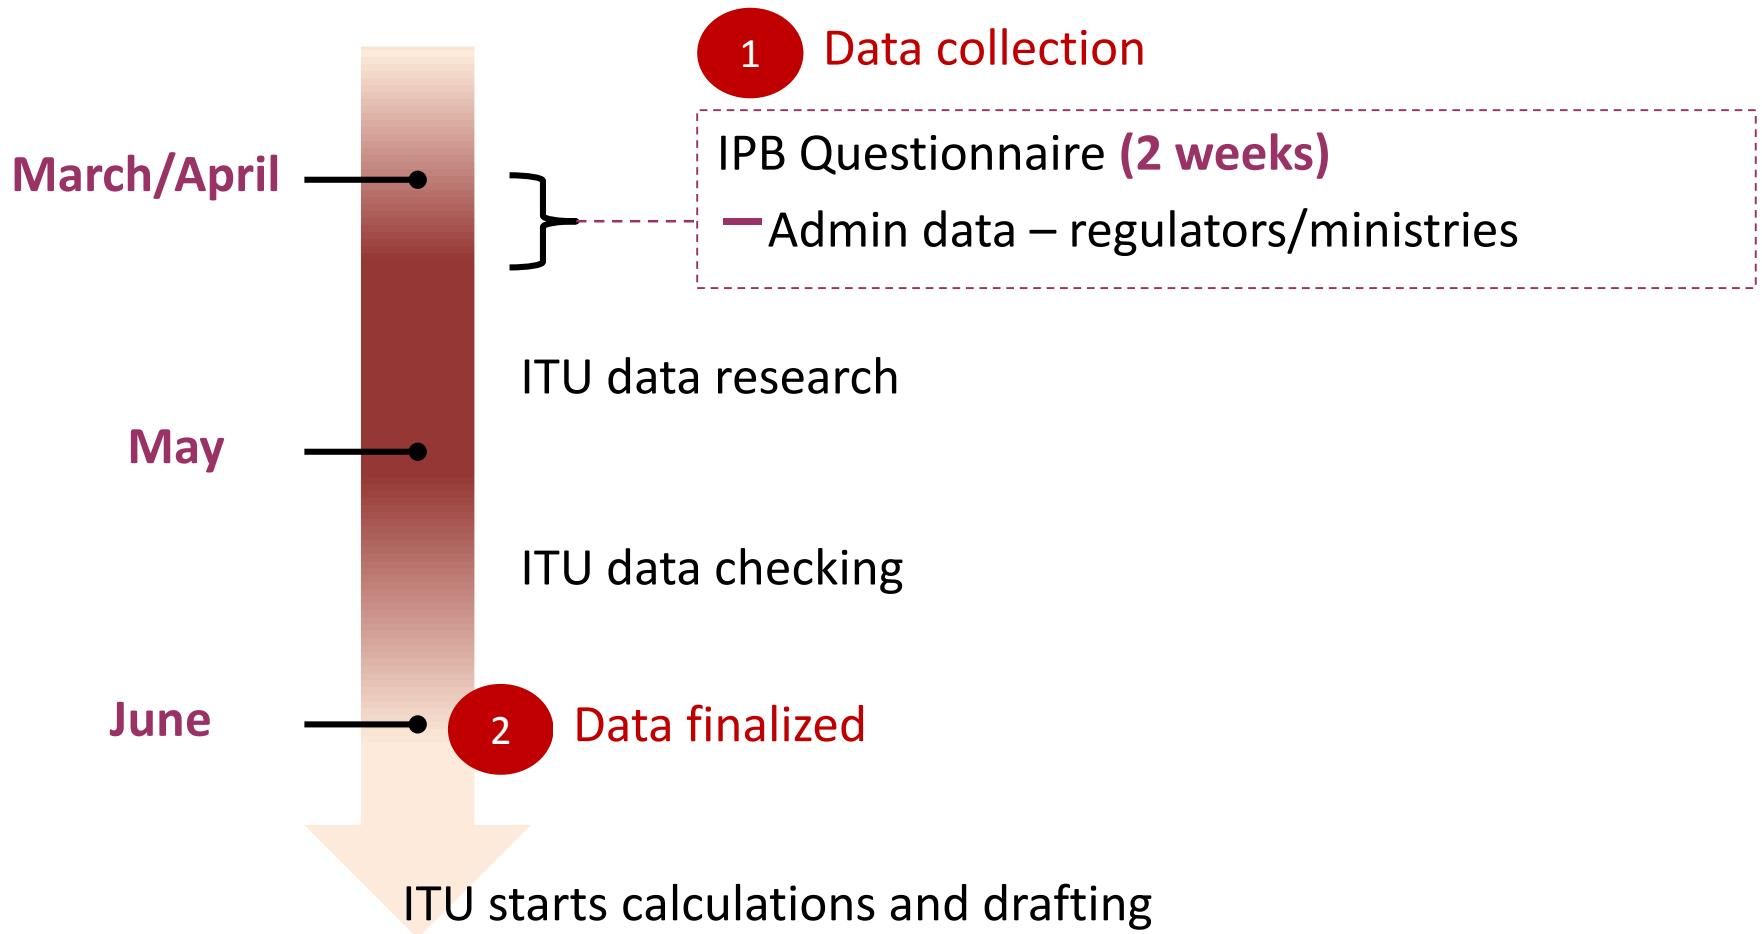 1 Data collection
IPB Questionnaire (2 weeks)
March/April
Admin data – regulators/ministries
ITU data research
May
ITU data checking
June
2 Data finalized
ITU starts calculations and drafting